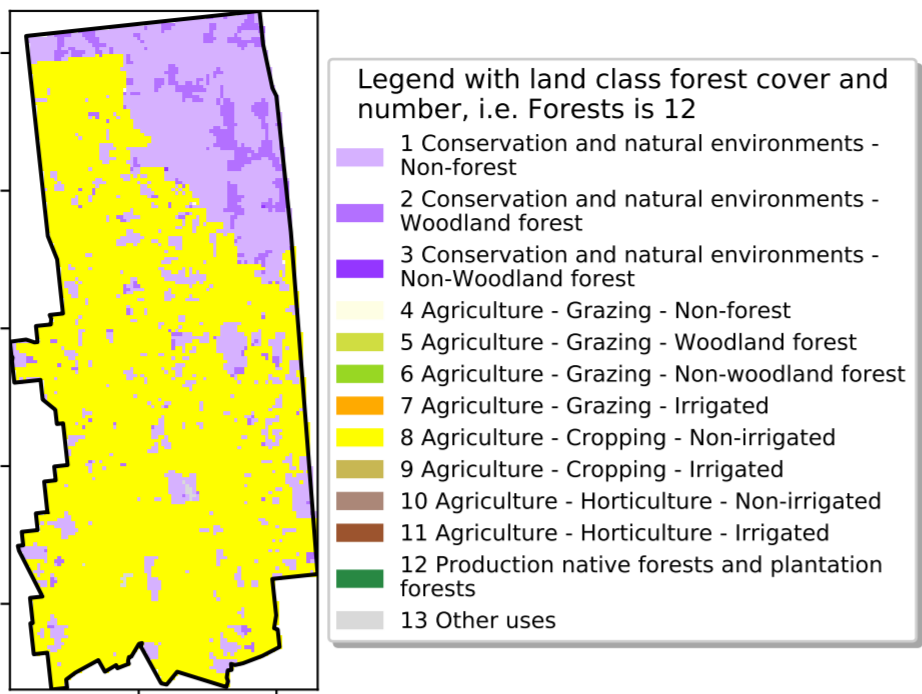 Legend with land class forest cover and
number, i.e. Forests is 12
1 Conservation and natural environments -
Non-forest
2 Conservation and natural environments -
Woodland forest
3 Conservation and natural environments -
Non-Woodland forest
4 Agriculture - Grazing - Non-forest
5 Agriculture - Grazing - Woodland forest
6 Agriculture - Grazing - Non-woodland forest
7 Agriculture - Grazing - Irrigated
8 Agriculture - Cropping - Non-irrigated
9 Agriculture - Cropping - Irrigated
10 Agriculture - Horticulture - Non-irrigated
11 Agriculture - Horticulture - Irrigated
12 Production native forests and plantation
forests
13 Other uses